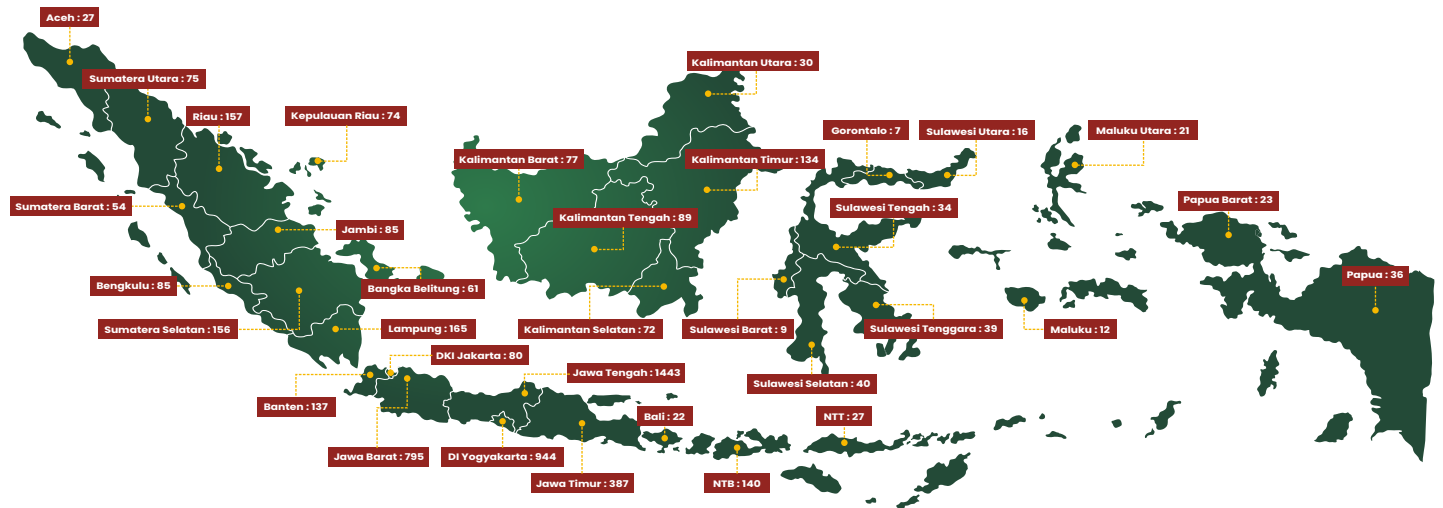 Aceh : 27
Sumatera Utara : 75
Riau : 157
Kepulauan Riau : 74
Sumatera Barat : 54
Jambi : 85
Bengkulu : 85
Bangka Belitung : 61
Sumatera Selatan : 156
Lampung : 165
Kalimantan Utara : 30
Kalimantan Barat : 77
Kalimantan Timur : 134
Kalimantan Tengah : 89
Kalimantan Selatan : 72
Gorontalo : 7
Sulawesi Utara : 16
Sulawesi Tengah : 34
Sulawesi Barat : 9
Sulawesi Tenggara : 39
Sulawesi Selatan : 40
Maluku Utara : 21
Maluku : 12
Papua Barat : 23
Papua : 36
DKI Jakarta : 80
Banten : 137
Jawa Barat : 795
Jawa Tengah : 1443
DI Yogyakarta : 944
Jawa Timur : 387
Bali : 22
NTB : 140
NTT : 27